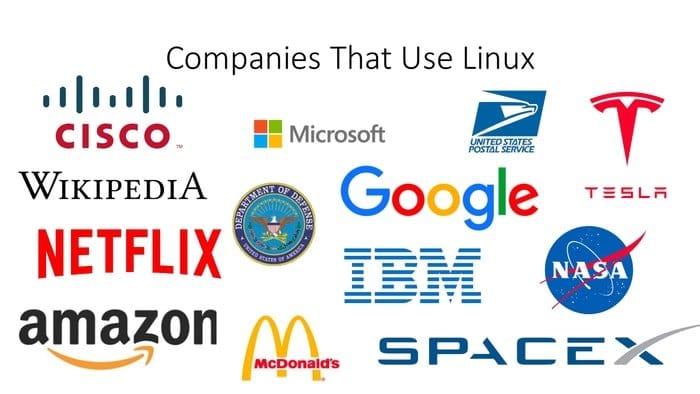 Companies That Use Linux
CISCO™
Microsoft
UNITED STATES
POSTAL SERVICE
TESLA
WIKIPEDIA
DEPARTMENT OF DEFENSE
UNITED STATES OF AMERICA
Google
NETFLIX
IBM
NASA
amazon
McDonald's
SPACEX